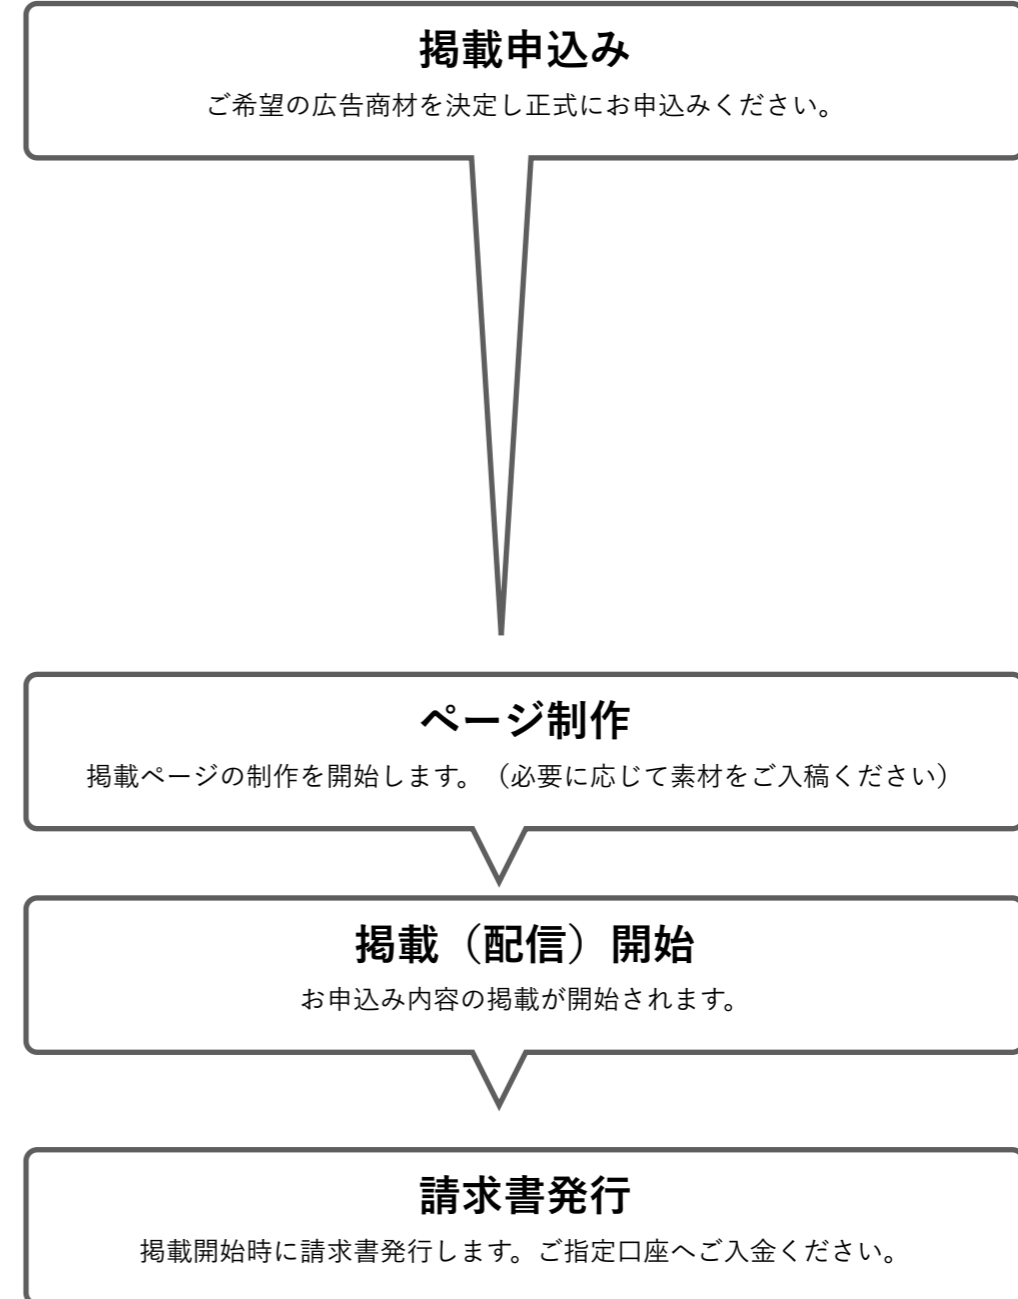 掲載申込み
ご希望の広告商材を決定し正式にお申込みください。
ページ制作
掲載ページの制作を開始します。（必要に応じて素材をご入稿ください）
掲載（配信）開始
お申込み内容の掲載が開始されます。
請求書発行
掲載開始時に請求書発行します。ご指定口座へご入金ください。